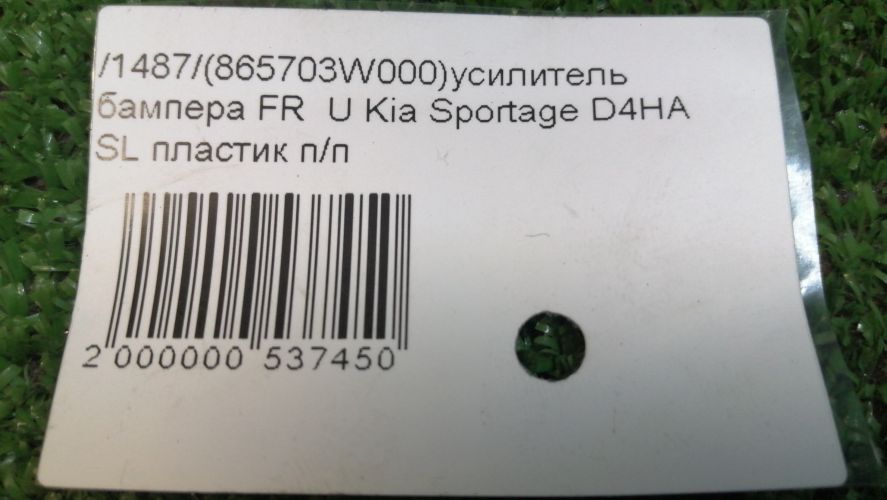 /1487/(865703W000)усилитель
бампера FR  U Kia Sportage D4HA
SL пластик п/п
2 000000 537450